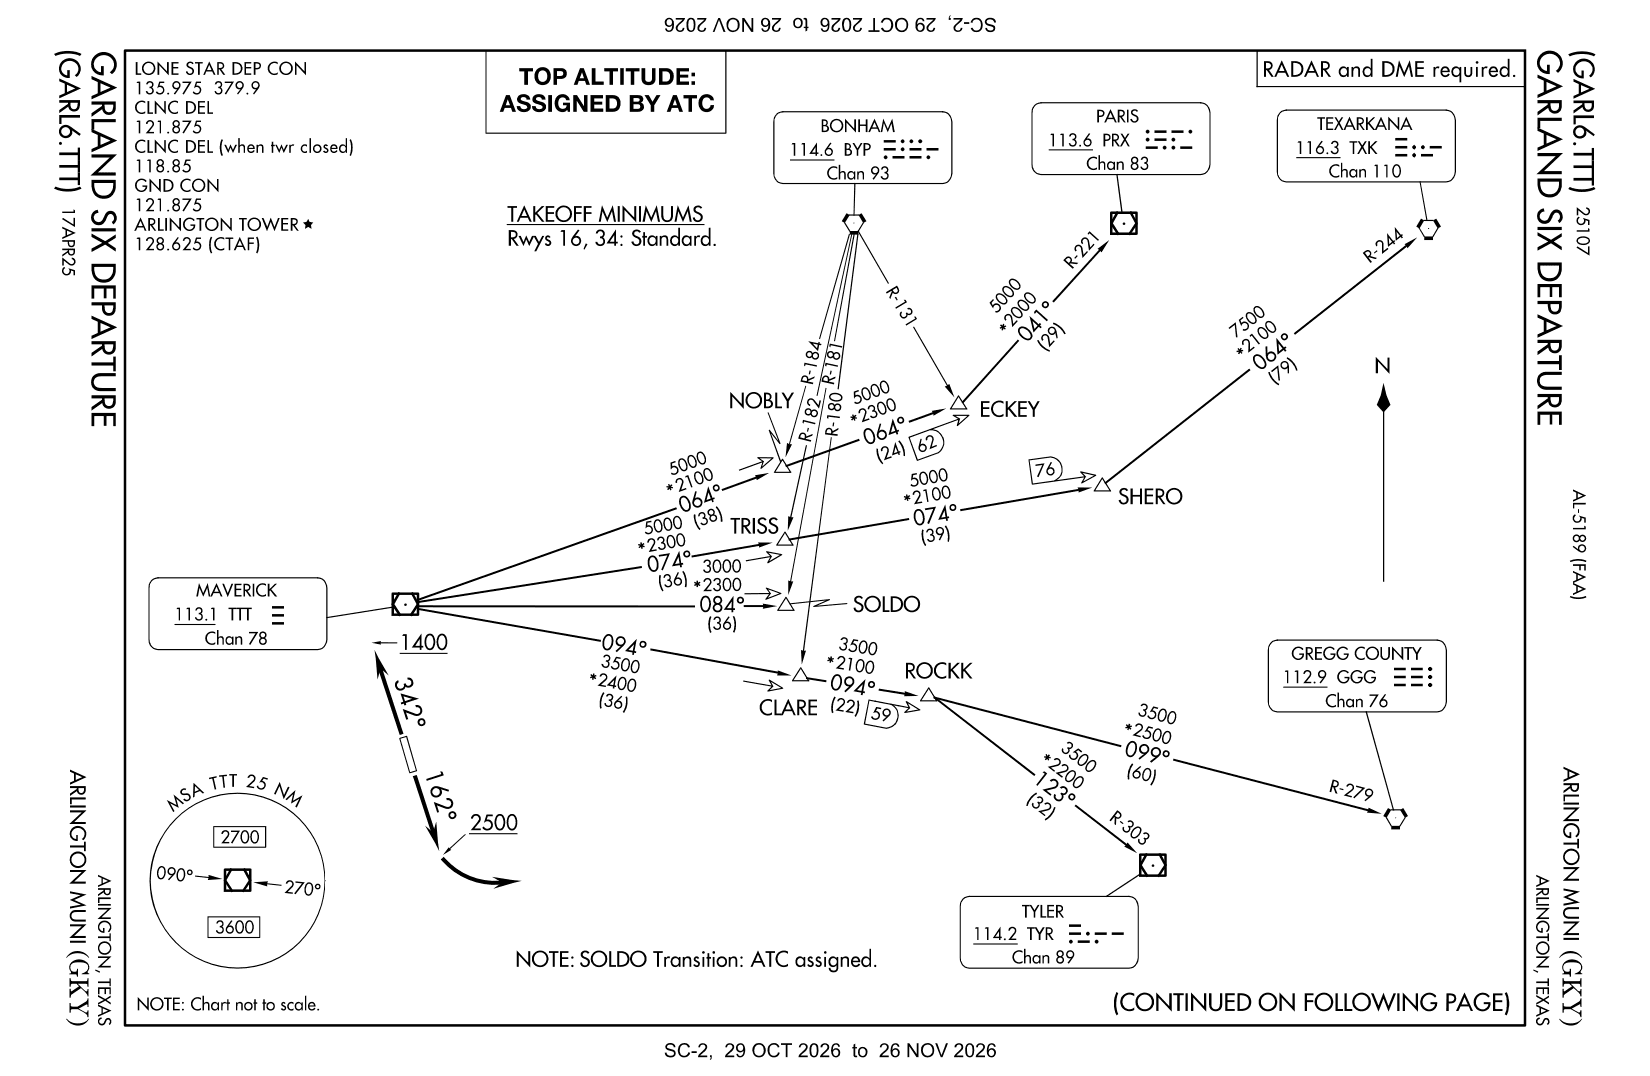 SC-2, 29 OCT 2026 to 26 NOV 2026
(GARL6.TTT) 17APR25
GARLAND SIX DEPARTURE
ARLINGTON MUNI (GKY)
ARLINGTON, TEXAS
LONE STAR DEP CON
135.975 379.9
CLNC DEL
121.875
CLNC DEL (when twr closed)
118.85
GND CON
121.875
ARLINGTON TOWER ★
128.625 (CTAF)
TOP ALTITUDE:
ASSIGNED BY ATC
RADAR and DME required.
TAKEOFF MINIMUMS
Rwys 16, 34: Standard.
BONHAM
114.6 BYP
Chan 93
PARIS
113.6 PRX
Chan 83
TEXARKANA
116.3 TXK
Chan 110
R-221
R-244
R-131
R-184
R-181
R-182
R-180
5000
*2000
041°
(29)
7500
*2100
064°
(79)
N
NOBLY
5000
*2300
064°
(24)
62
ECKEY
5000
*2100
064°
(38)
TRISS
5000
*2300
074°
(36)
5000
*2100
074°
(39)
76
SHERO
3000
*2300
084°
(36)
SOLDO
MAVERICK
113.1 TTT
Chan 78
094°
3500
*2400
(36)
CLARE
3500
*2100
094°
(22)
59
ROCKK
3500
*2500
099°
(60)
R-279
GREGG COUNTY
112.9 GGG
Chan 76
3500
*2200
123°
(32)
R-303
TYLER
114.2 TYR
Chan 89
1400
342°
162°
2500
MSA TTT 25 NM
2700
090°
270°
3600
NOTE: SOLDO Transition: ATC assigned.
NOTE: Chart not to scale.
(CONTINUED ON FOLLOWING PAGE)
(GARL6.TTT) 25107
GARLAND SIX DEPARTURE
AL-5189 (FAA)
ARLINGTON MUNI (GKY)
ARLINGTON, TEXAS
SC-2, 29 OCT 2026 to 26 NOV 2026